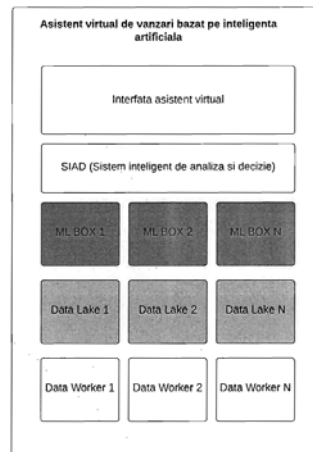 Asistent virtual de vanzari bazat pe inteligenta
artificiala
Interfata asistent virtual
SIAD (Sistem inteligent de analiza si decizie)
ML BOX 1 ML BOX 2 ML BOX N
Data Lake 1 Data Lake 2 Data Lake N
Data Worker 1 Data Worker 2 Data Worker N